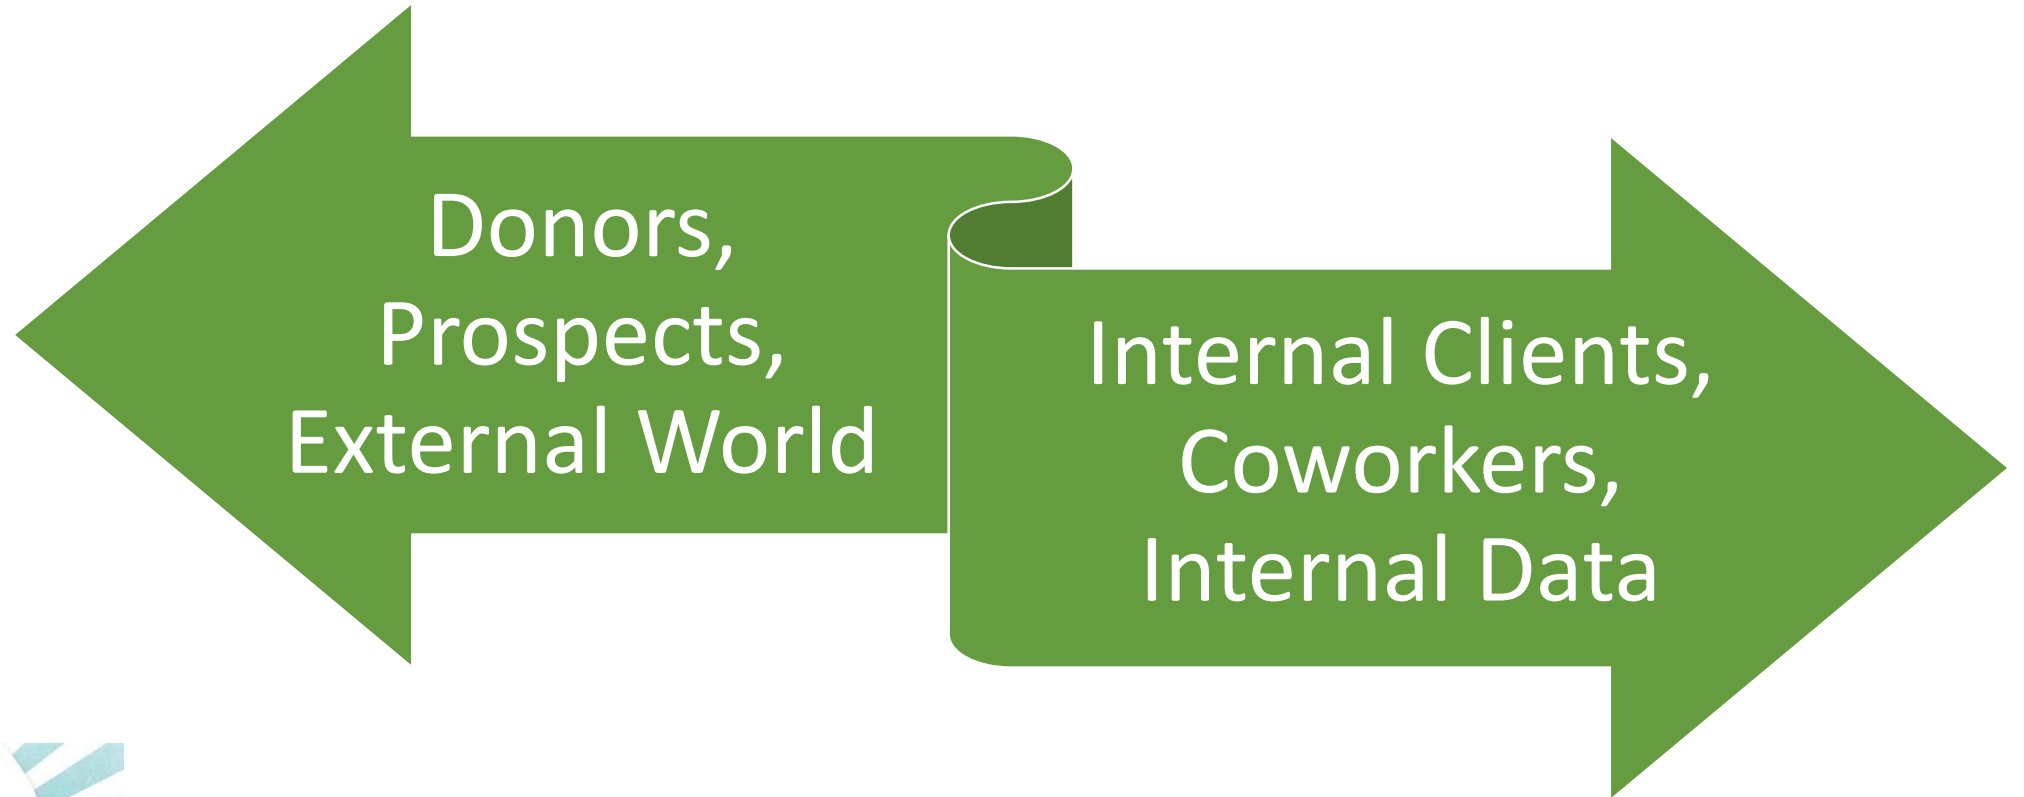 Donors,
Prospects,
External World
Internal Clients,
Coworkers,
Internal Data